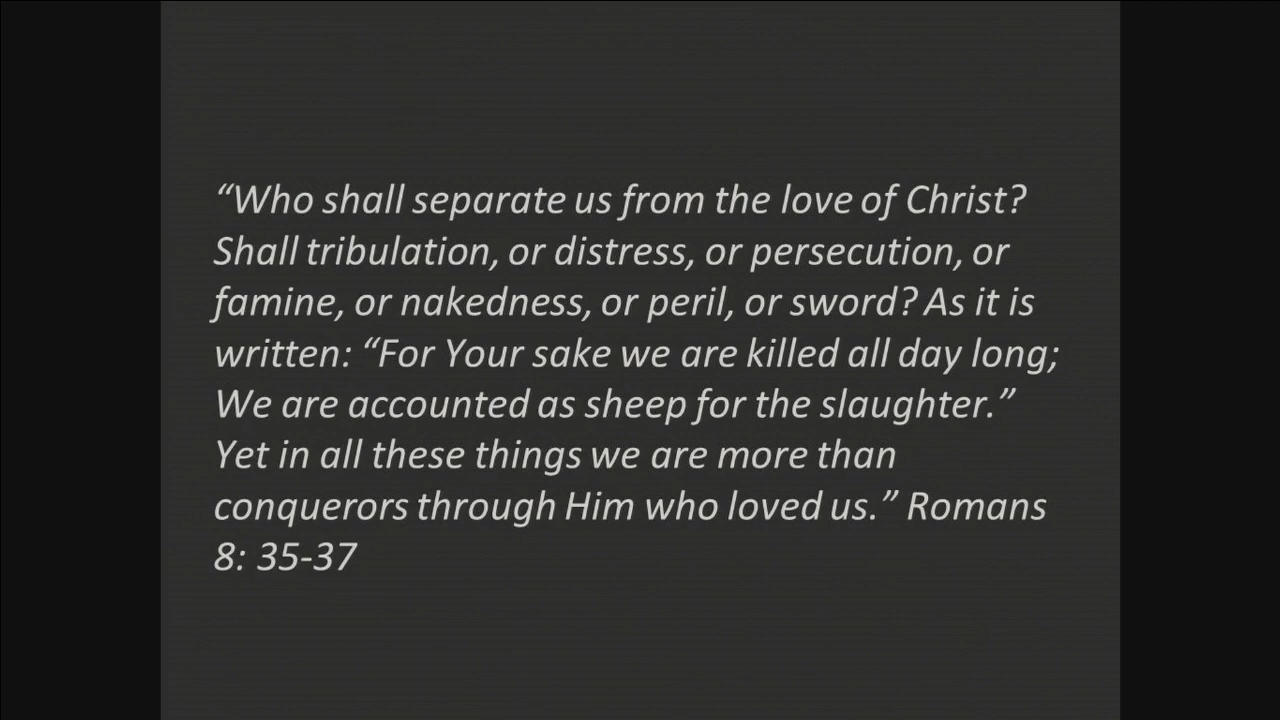 “Who shall separate us from the love of Christ?
Shall tribulation, or distress, or persecution, or
famine, or nakedness, or peril, or sword? As it is
written: “For Your sake we are killed all day long;
We are accounted as sheep for the slaughter.”
Yet in all these things we are more than
conquerors through Him who loved us.” Romans
8: 35-37